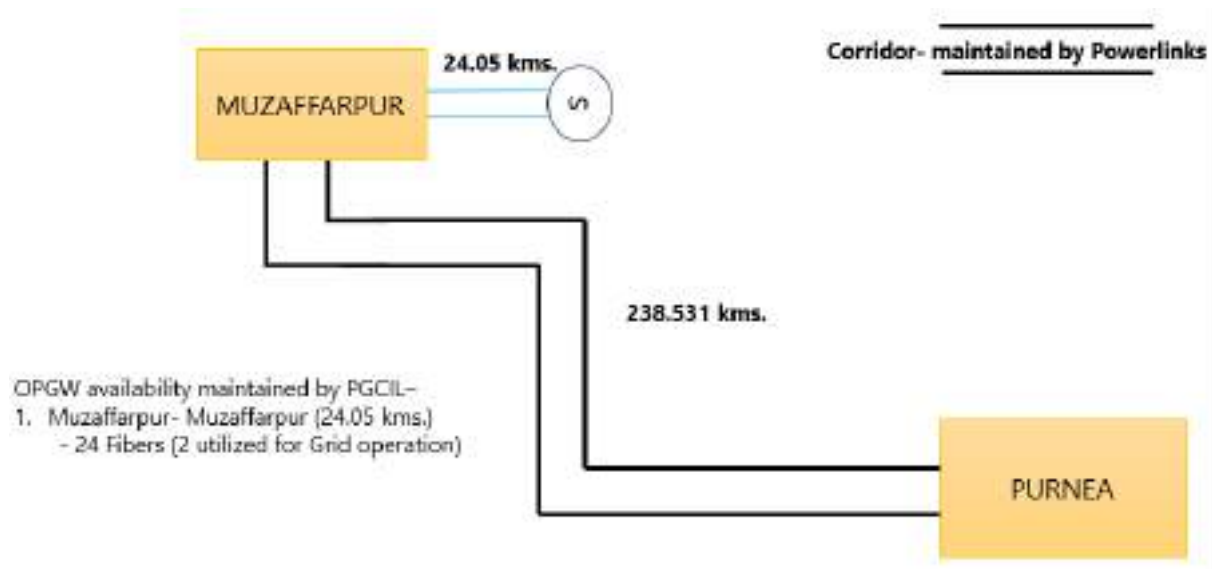 24.05 kms.
Corridor- maintained by Powerlinks
MUZAFFARPUR
S
238.531 kms.
OPGW availability maintained by PGCIL–
1. Muzaffarpur- Muzaffarpur (24.05 kms.)
- 24 Fibers (2 utilized for Grid operation)
PURNEA